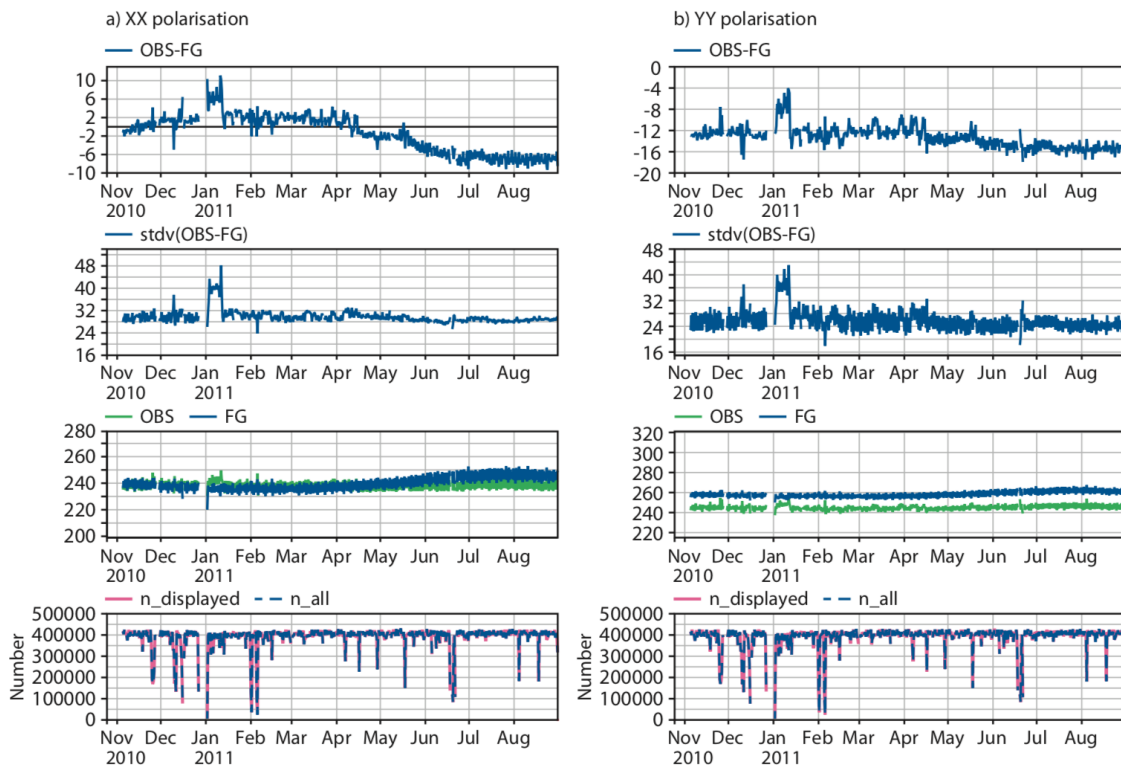 a) XX polarisation
OBS-FG
10
6
2
-2
-6
-10
Nov Dec Jan Feb Mar Apr May Jun Jul Aug
2010 2011
stdv(OBS-FG)
48
40
32
24
16
Nov Dec Jan Feb Mar Apr May Jun Jul Aug
2010 2011
OBS FG
280
260
240
220
200
Nov Dec Jan Feb Mar Apr May Jun Jul Aug
2010 2011
n_displayed n_all
Number
500000
400000
300000
200000
100000
0
Nov Dec Jan Feb Mar Apr May Jun Jul Aug
2010 2011
b) YY polarisation
OBS-FG
0
-4
-8
-12
-16
-20
Nov Dec Jan Feb Mar Apr May Jun Jul Aug
2010 2011
stdv(OBS-FG)
48
40
32
24
16
Nov Dec Jan Feb Mar Apr May Jun Jul Aug
2010 2011
OBS FG
320
300
280
260
240
220
Nov Dec Jan Feb Mar Apr May Jun Jul Aug
2010 2011
n_displayed n_all
Number
500000
400000
300000
200000
100000
0
Nov Dec Jan Feb Mar Apr May Jun Jul Aug
2010 2011